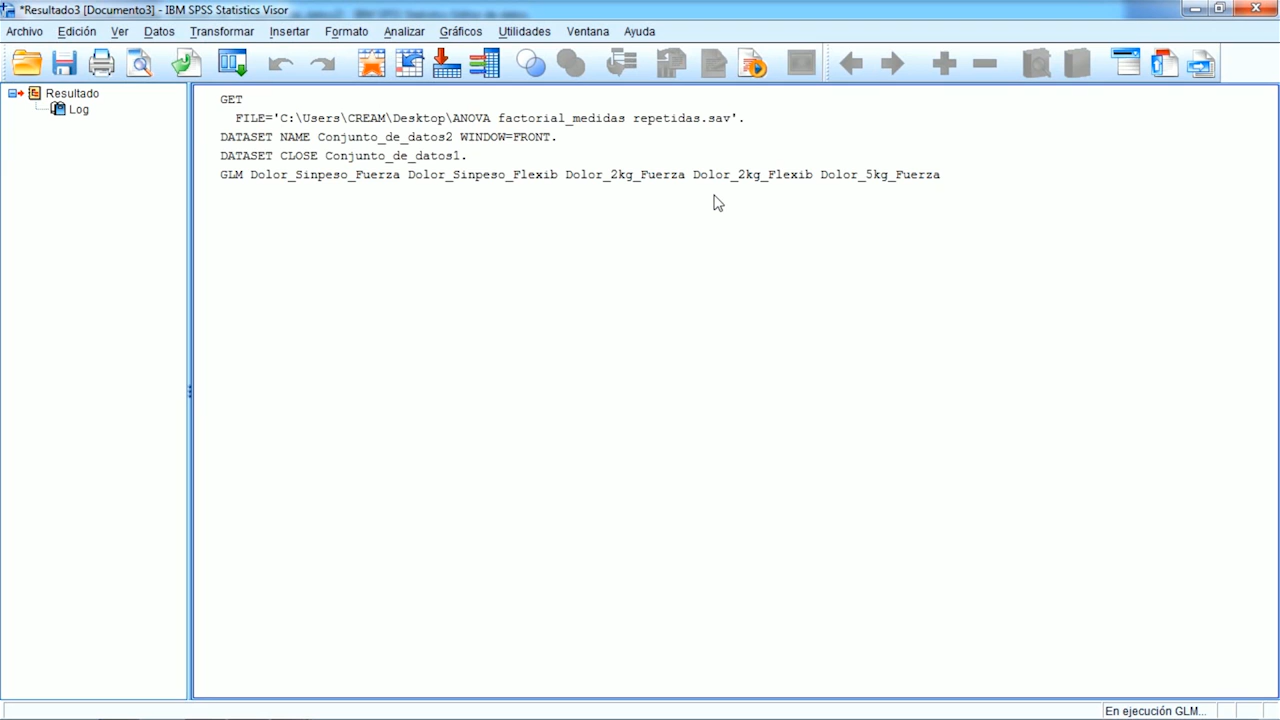 *Resultado3 [Documento3] - IBM SPSS Statistics Visor
Archivo Edición Ver Datos Transformar Insertar Formato Analizar Gráficos Utilidades Ventana Ayuda
Resultado
Log
GET
FILE='C:\Users\CREAM\Desktop\ANOVA factorial_medidas repetidas.sav'.
DATASET NAME Conjunto_de_datos2 WINDOW=FRONT.
DATASET CLOSE Conjunto_de_datos1.
GLM Dolor_Sinpeso_Fuerza Dolor_Sinpeso_Flexib Dolor_2kg_Fuerza Dolor_2kg_Flexib Dolor_5kg_Fuerza
En ejecución GLM...